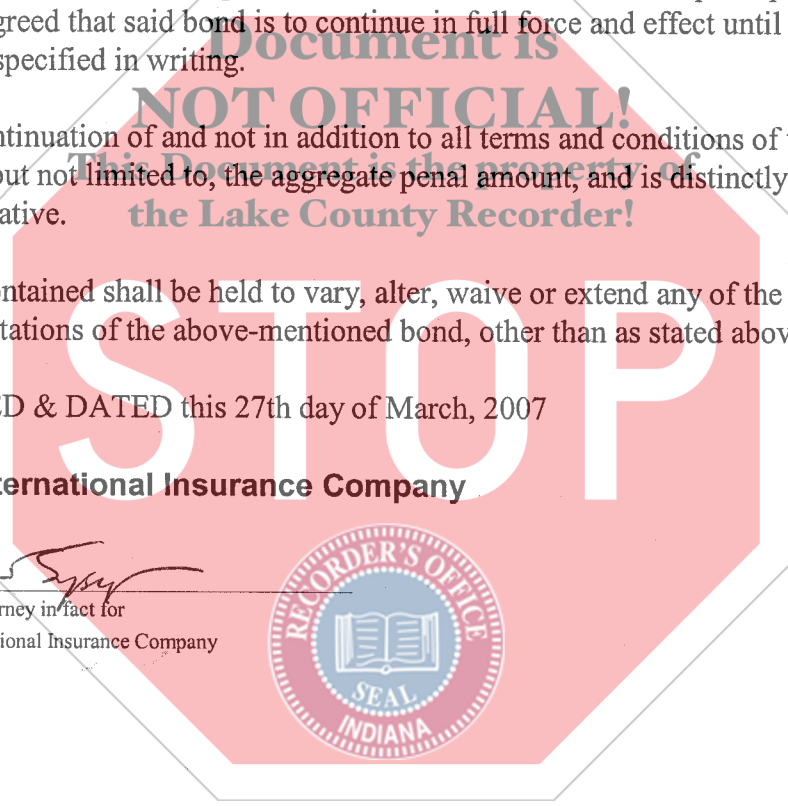 greed that said bond is to continue in full force and effect until
specified in writing.
Document is
NOT OFFICIAL!
This Document is the property of
the Lake County Recorder!
ntinuation of and not in addition to all terms and conditions of
out not limited to, the aggregate penal amount, and is distinctly
ative.
ntained shall be held to vary, alter, waive or extend any of the
tations of the above-mentioned bond, other than as stated abov
STOP
ED & DATED this 27th day of March, 2007
ternational Insurance Company
rney in fact for
ional Insurance Company
RECORDER'S OFFICE
SEAL
INDIANA